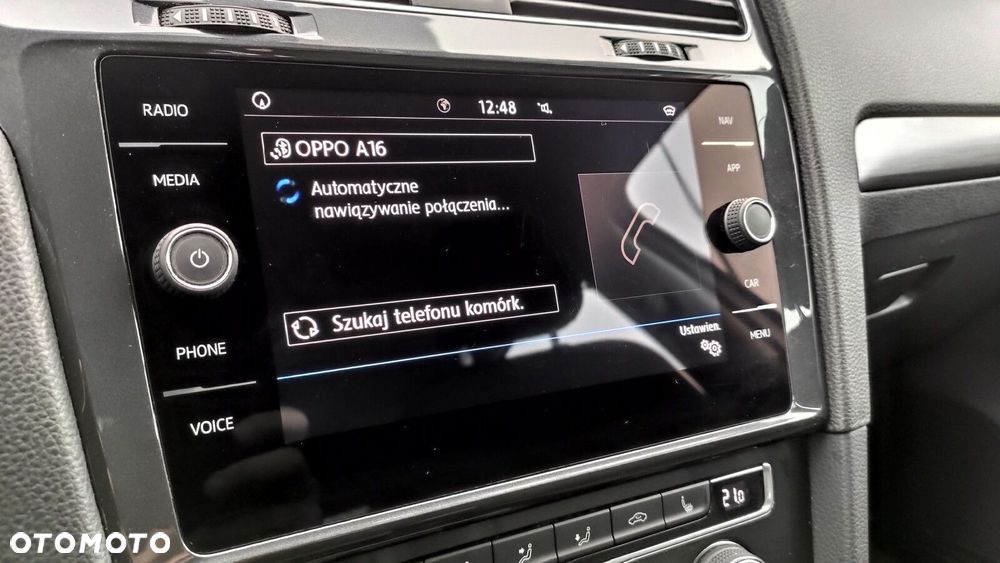 RADIO
MEDIA
PHONE
VOICE
12:48
OPPO A16
Automatyczne
nawiązywanie połączenia...
Szukaj telefonu komórk.
Ustawien.
NAV
APP
CAR
MENU
21.0
OTOMOTO